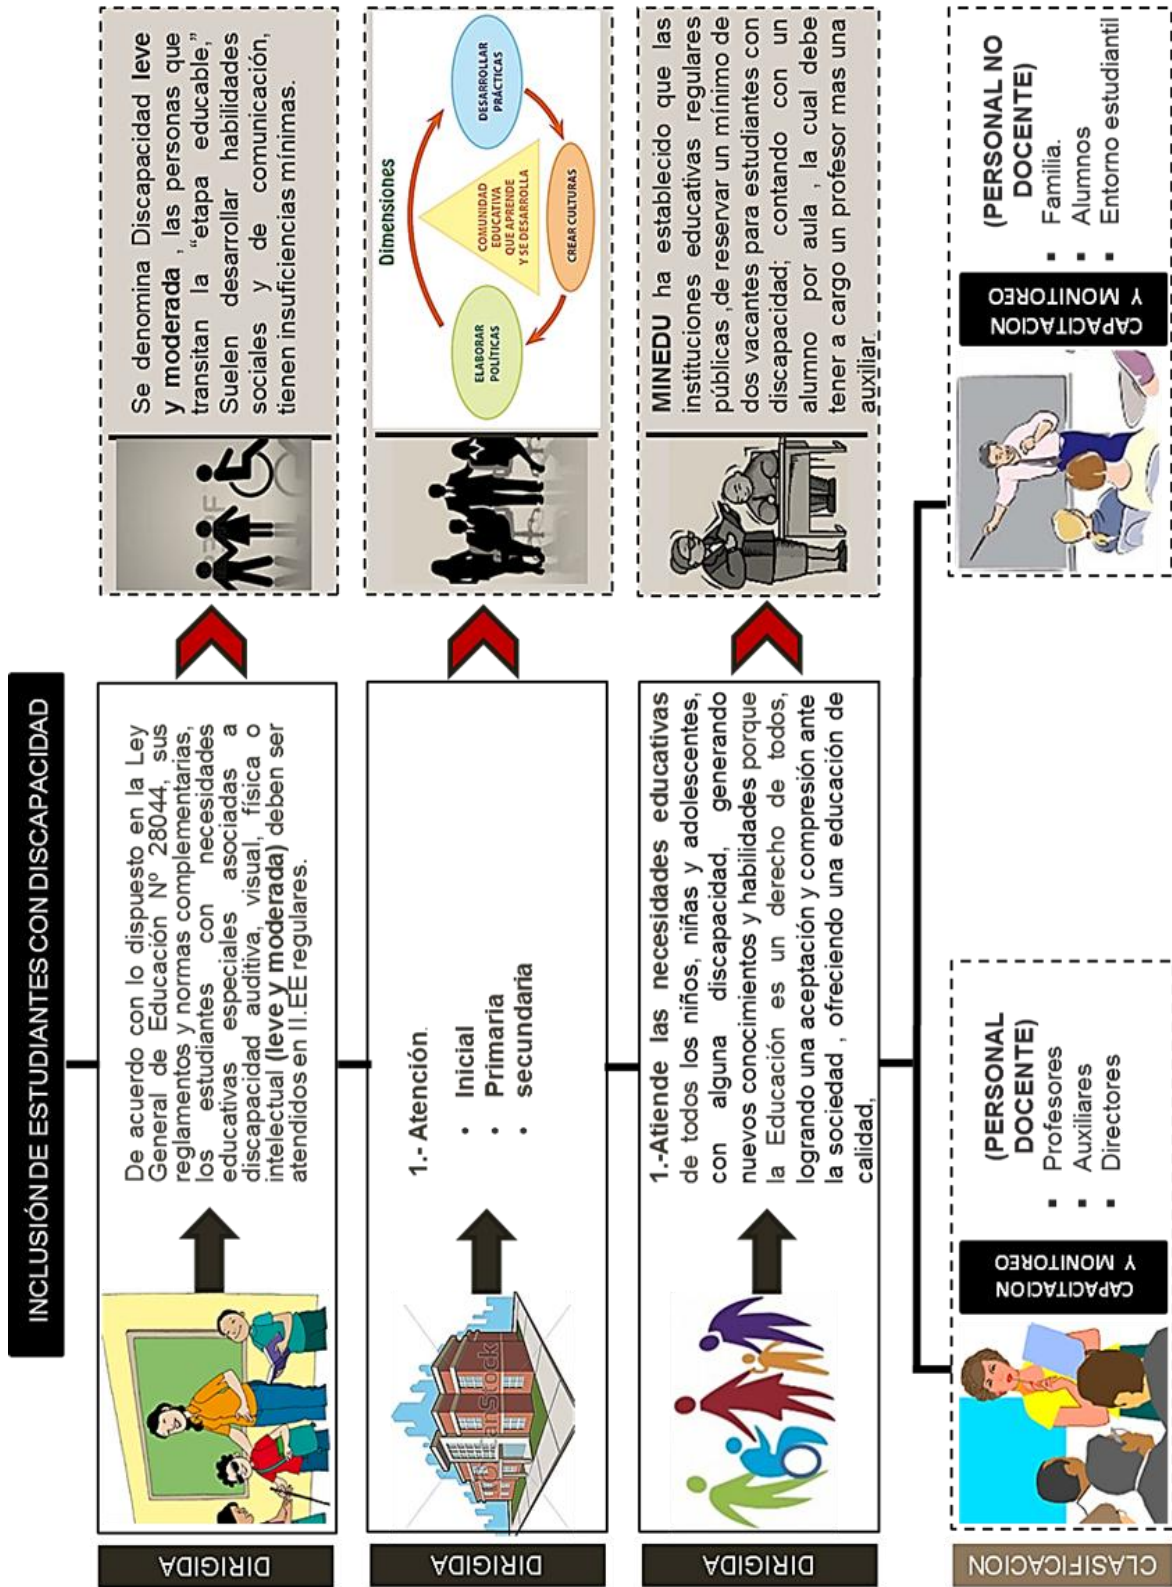 INCLUSIÓN DE ESTUDIANTES CON DISCAPACIDAD
DIRIGIDA
De acuerdo con lo dispuesto en la Ley
General de Educación Nº 28044, sus
reglamentos y normas complementarias,
los estudiantes con necesidades
educativas especiales asociadas a
discapacidad auditiva, visual, física o
intelectual (leve y moderada) deben ser
atendidos en II.EE regulares.
Se denomina Discapacidad leve
y moderada , las personas que
transitan la “etapa educable,”
Suelen desarrollar habilidades
sociales y de comunicación,
tienen insuficiencias mínimas.
DIRIGIDA
1.- Atención.
• Inicial
• Primaria
• secundaria
Dimensiones
ELABORAR
POLÍTICAS
COMUNIDAD
EDUCATIVA
QUE APRENDE
Y SE DESARROLLA
DESARROLLAR
PRÁCTICAS
CREAR CULTURAS
DIRIGIDA
1.-Atiende las necesidades educativas
de todos los niños, niñas y adolescentes,
con alguna discapacidad, generando
nuevos conocimientos y habilidades porque
la Educación es un derecho de todos,
logrando una aceptación y compresión ante
la sociedad , ofreciendo una educación de
calidad,
MINEDU ha establecido que las
instituciones educativas regulares
públicas ,de reservar un mínimo de
dos vacantes para estudiantes con
discapacidad; contando con un
alumno por aula , la cual debe
tener a cargo un profesor mas una
auxiliar.
CLASIFICACION
CAPACITACION
Y MONITOREO
(PERSONAL
DOCENTE)
▪ Profesores
▪ Auxiliares
▪ Directores
CAPACITACION
Y MONITOREO
(PERSONAL NO
DOCENTE)
▪ Familia.
▪ Alumnos
▪ Entorno estudiantil